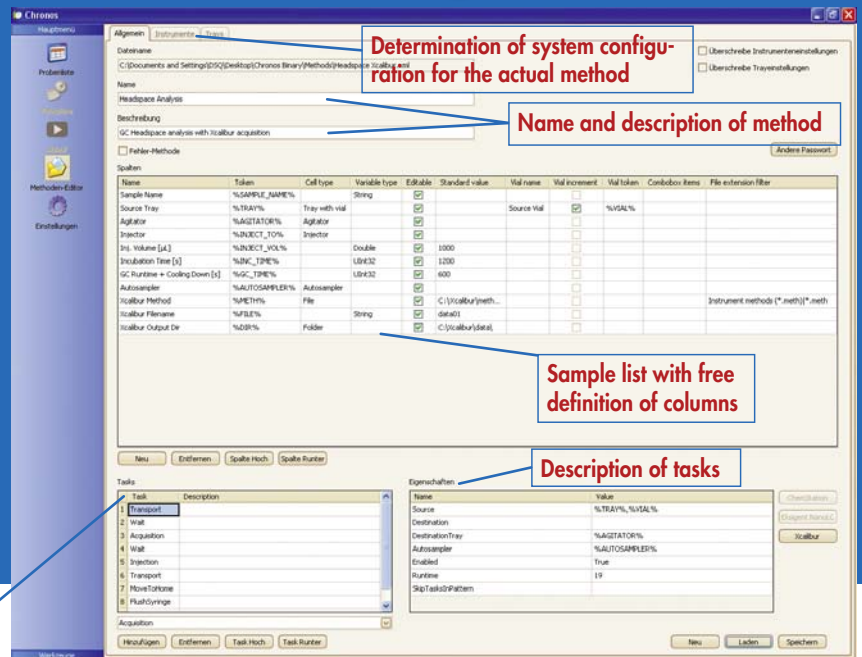 Chronos
Hauptmenü
Allgemein Instrumente Trays
Probenliste
Methoden-Editor
Einstellungen
Dateiname
C:\Documents and Settings\DSQ\Desktop\Chronos Binary\Methods\Headspace Xcalibur.xml
Determination of system configu-
ration for the actual method
Überschreibe Instrumenteneinstellungen
Überschreibe Trayeinstellungen
Name
Headspace Analysis
Name and description of method
Beschreibung
GC Headspace analysis with Xcalibur acquisition
Fehler-Methode
Ändere Passwort
Spalten
Name Token Cell type Variable type Editable Standard value Vial name Vial increment Vial token Combobox items File extension filter
Sample Name %SAMPLE_NAME% String
Source Tray %TRAY% Tray with vial Source Vial %VIAL%
Agitator %AGITATOR% Agitator
Injector %INJECT_TO% Injector
Inj. Volume [µL] %INJECT_VOL% Double 1000
Incubation Time [s] %INC_TIME% UInt32 1200
GC Runtime + Cooling Down [s] %GC_TIME% UInt32 600
Autosampler %AUTOSAMPLER% Autosampler
Xcalibur Method %METH% File C:\Xcalibur\meth... Instrument methods (*.meth)|*.meth
Xcalibur Filename %FILE% String data01
Xcalibur Output Dir %DIR% Folder C:\Xcalibur\data\
Sample list with free
definition of columns
Neu Entfernen Spalte Hoch Spalte Runter
Description of tasks
Tasks
Task Description
1 Transport
2 Wait
3 Acquisition
4 Wait
5 Injection
6 Transport
7 MoveToHome
8 FlushSyringe
Acquisition
Hinzufügen Entfernen Task Hoch Task Runter
Eigenschaften
Name Value
Source %TRAY%,%VIAL%
Destination
DestinationTray %AGITATOR%
Autosampler %AUTOSAMPLER%
Enabled True
Runtime 19
SkipTasksInPattern
ChemStation
Xcalibur
Neu Laden Speichern
Werkzeuge